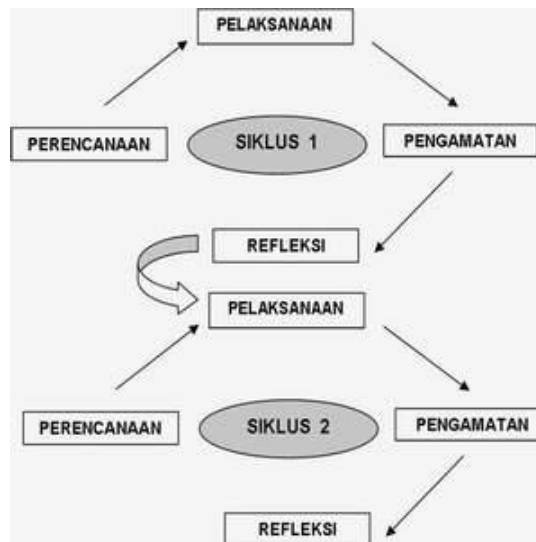 PELAKSANAAN
PERENCANAAN
SIKLUS 1
PENGAMATAN
REFLEKSI
PELAKSANAAN
PERENCANAAN
SIKLUS 2
PENGAMATAN
REFLEKSI